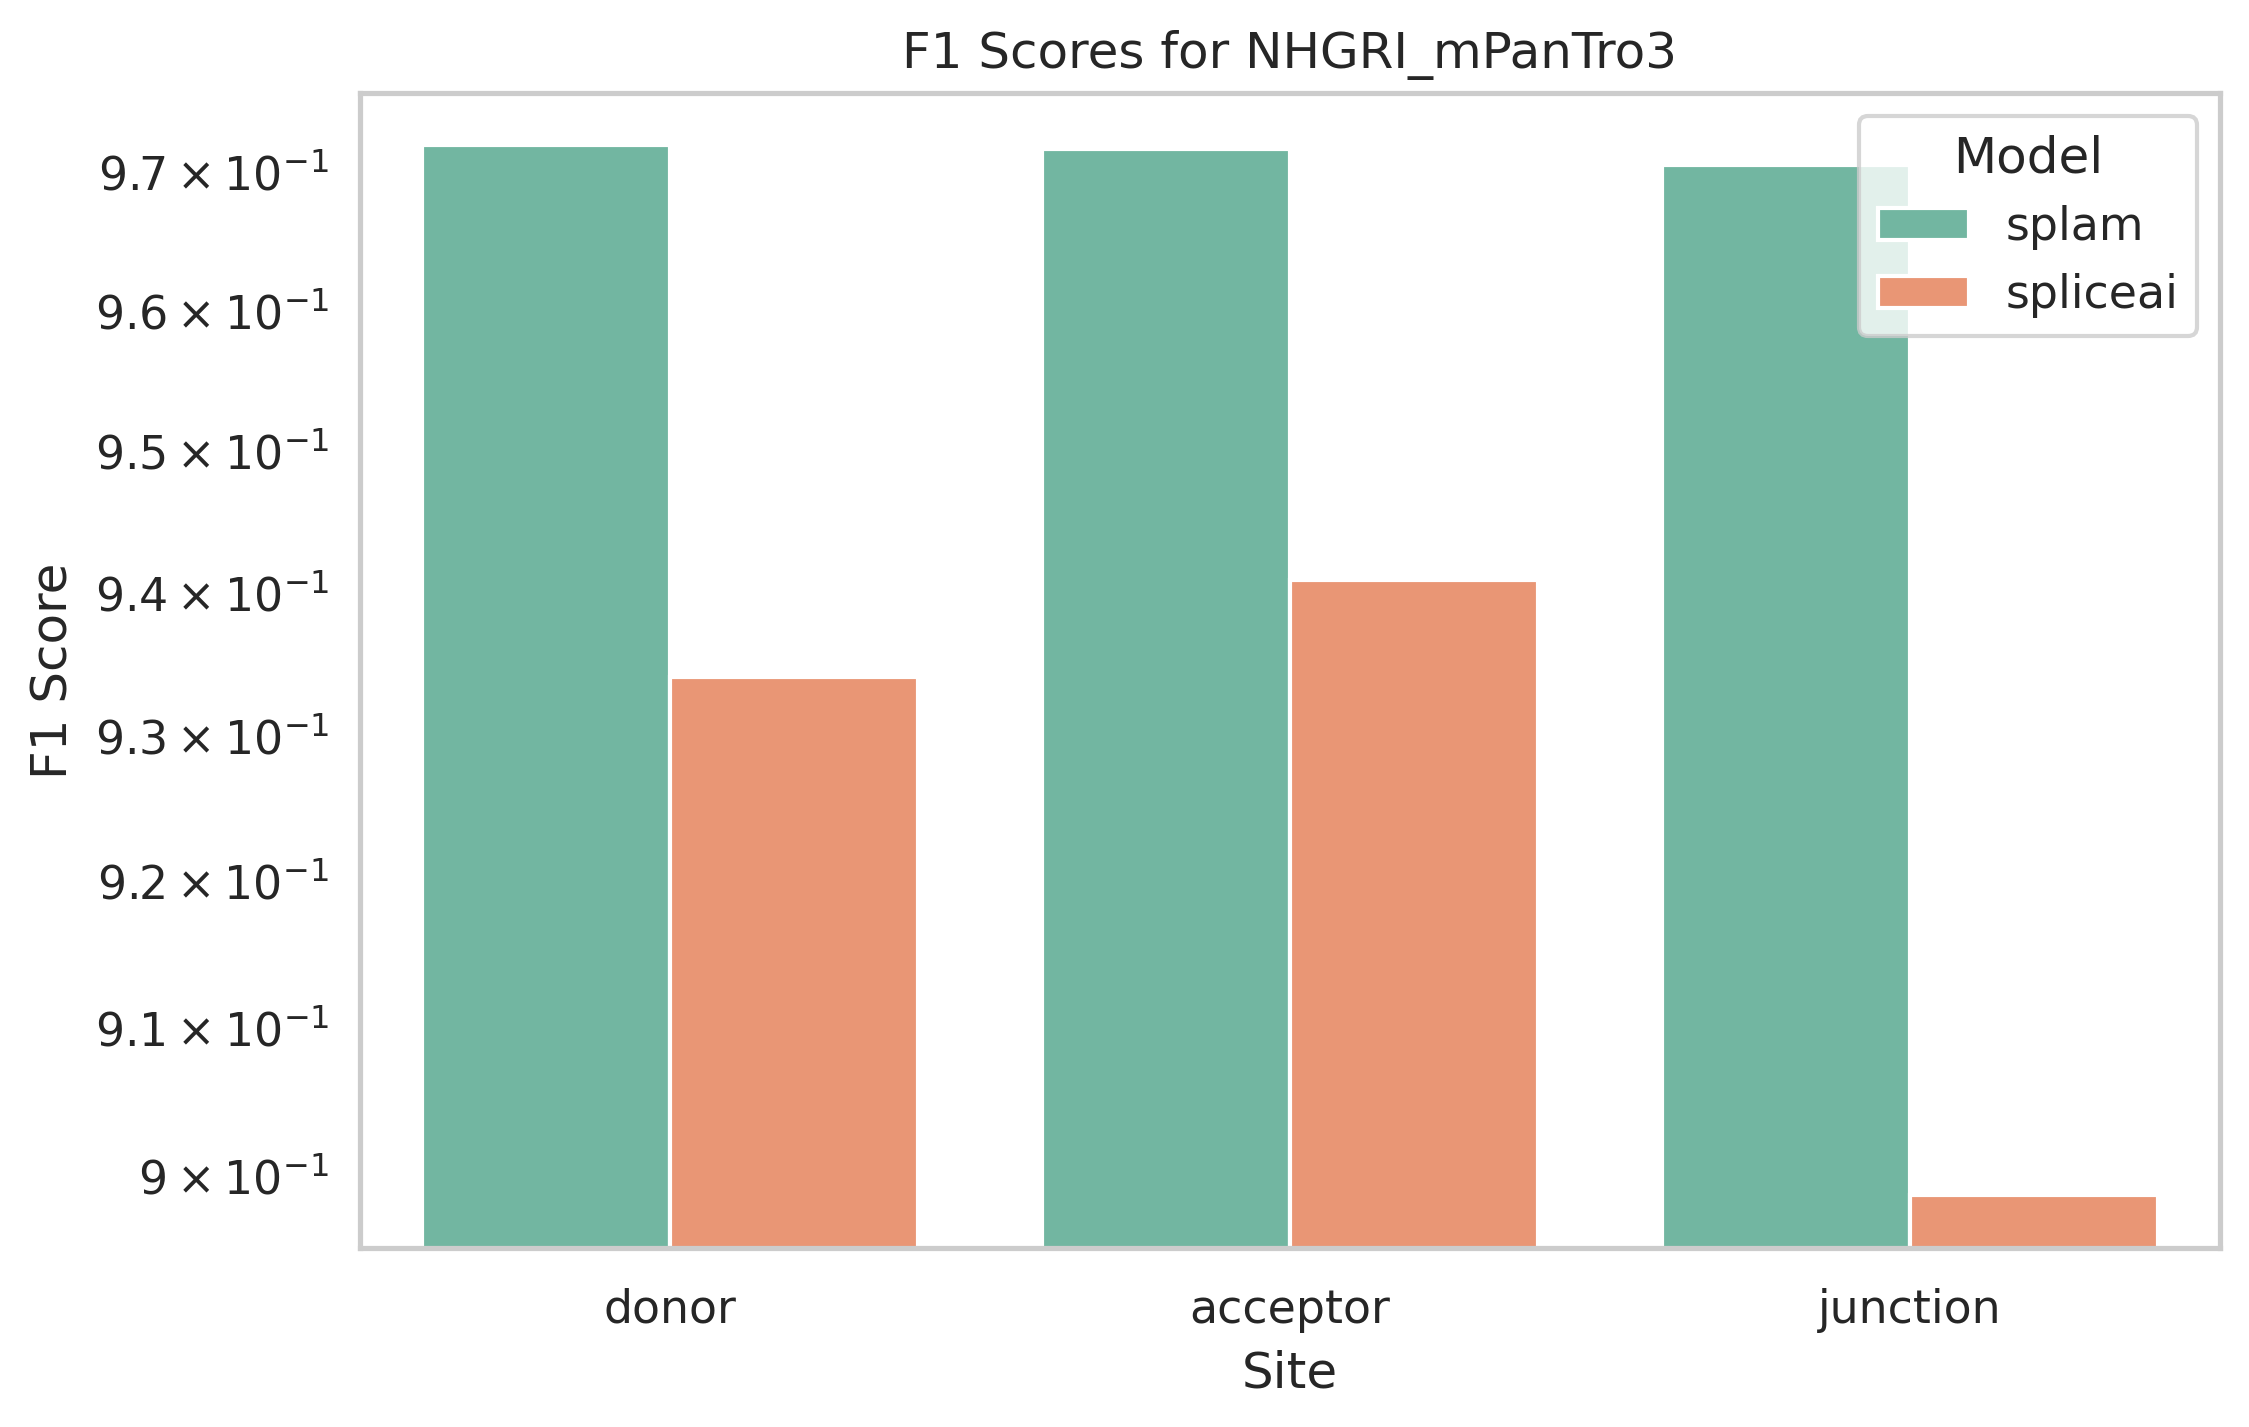 F1 Scores for NHGRI_mPanTro3
Model
splam
spliceai
F1 Score
9.7 × 10⁻¹
9.6 × 10⁻¹
9.5 × 10⁻¹
9.4 × 10⁻¹
9.3 × 10⁻¹
9.2 × 10⁻¹
9.1 × 10⁻¹
9 × 10⁻¹
donor acceptor junction
Site